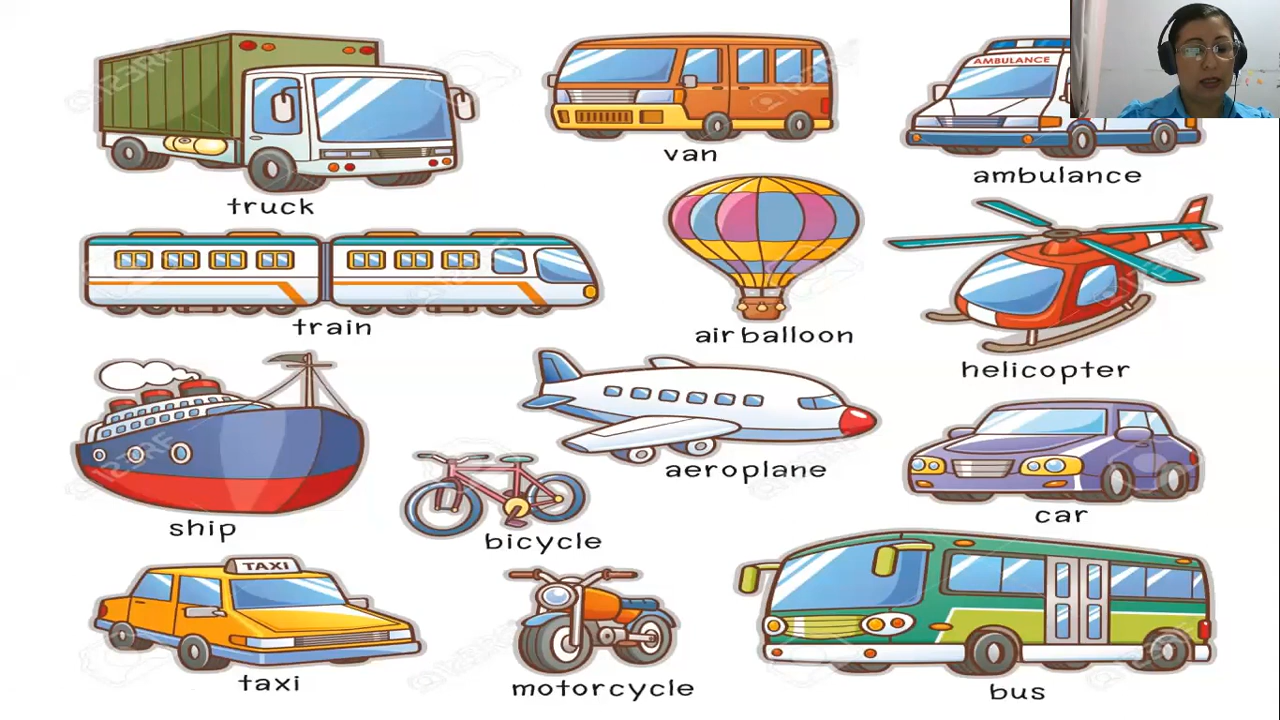 AMBULANCE
van
ambulance
truck
train
air balloon
helicopter
aeroplane
ship
bicycle
car
TAXI
taxi
motorcycle
bus